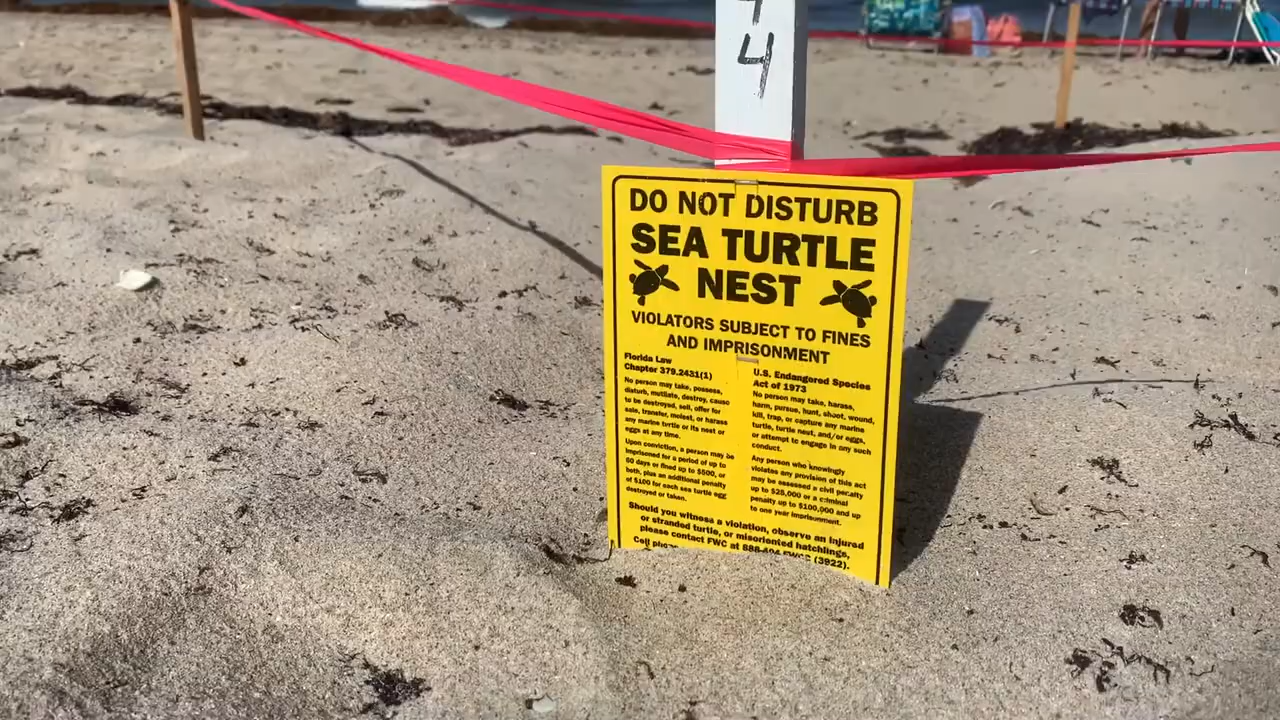 4
DO NOT DISTURB
SEA TURTLE
NEST
VIOLATORS SUBJECT TO FINES
AND IMPRISONMENT
Florida Law
Chapter 379.2431(1)
No person may take, possess,
disturb, mutilate, destroy, cause
to be destroyed, sell, offer for
sale, transfer, molest, or harass
any marine turtle or its nest or
eggs at any time.
Upon conviction, a person may be
imprisoned for a period of up to
60 days or fined up to $500, or
both, plus an additional penalty
of $100 for each sea turtle egg
destroyed or taken.
U.S. Endangered Species
Act of 1973
No person may take, harass,
harm, pursue, hunt, shoot, wound,
kill, trap, or capture any marine
turtle, turtle nest, and/or eggs,
or attempt to engage in any such
conduct.
Any person who knowingly
violates any provision of this act
may be assessed a civil penalty
up to $25,000 or a criminal
penalty up to $100,000 and up
to one year imprisonment.
Should you witness a violation, observe an injured
or stranded turtle, or misoriented hatchlings,
please contact FWC at 888-404-FWCC (3922).
Cell